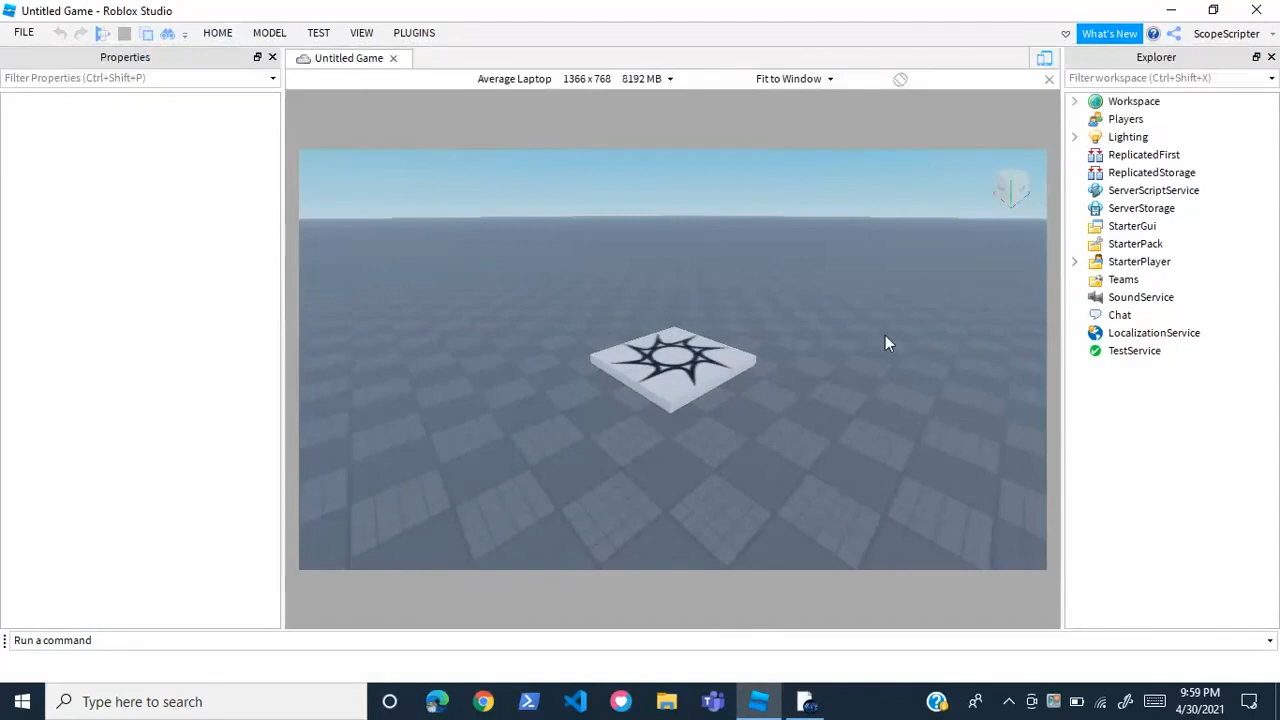 Untitled Game - Roblox Studio
FILE HOME MODEL TEST VIEW PLUGINS What's New ScopeScripter
Properties
Untitled Game
Explorer
Filter Properties (Ctrl+Shift+P)
Average Laptop 1366 x 768 8192 MB Fit to Window
Filter workspace (Ctrl+Shift+X)
Workspace
Players
Lighting
ReplicatedFirst
ReplicatedStorage
ServerScriptService
ServerStorage
StarterGui
StarterPack
StarterPlayer
Teams
SoundService
Chat
LocalizationService
TestService
Run a command
Type here to search
9:59 PM
4/30/2021